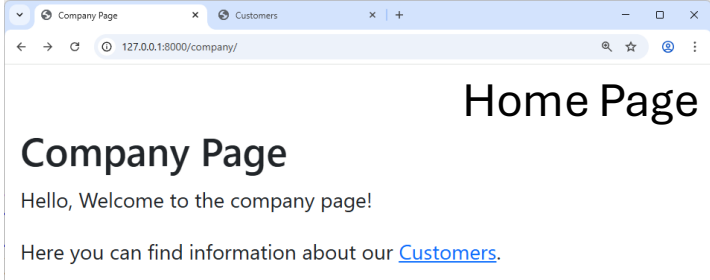 Company Page
Customers
127.0.0.1:8000/company/
Home Page
Company Page
Hello, Welcome to the company page!
Here you can find information about our Customers.